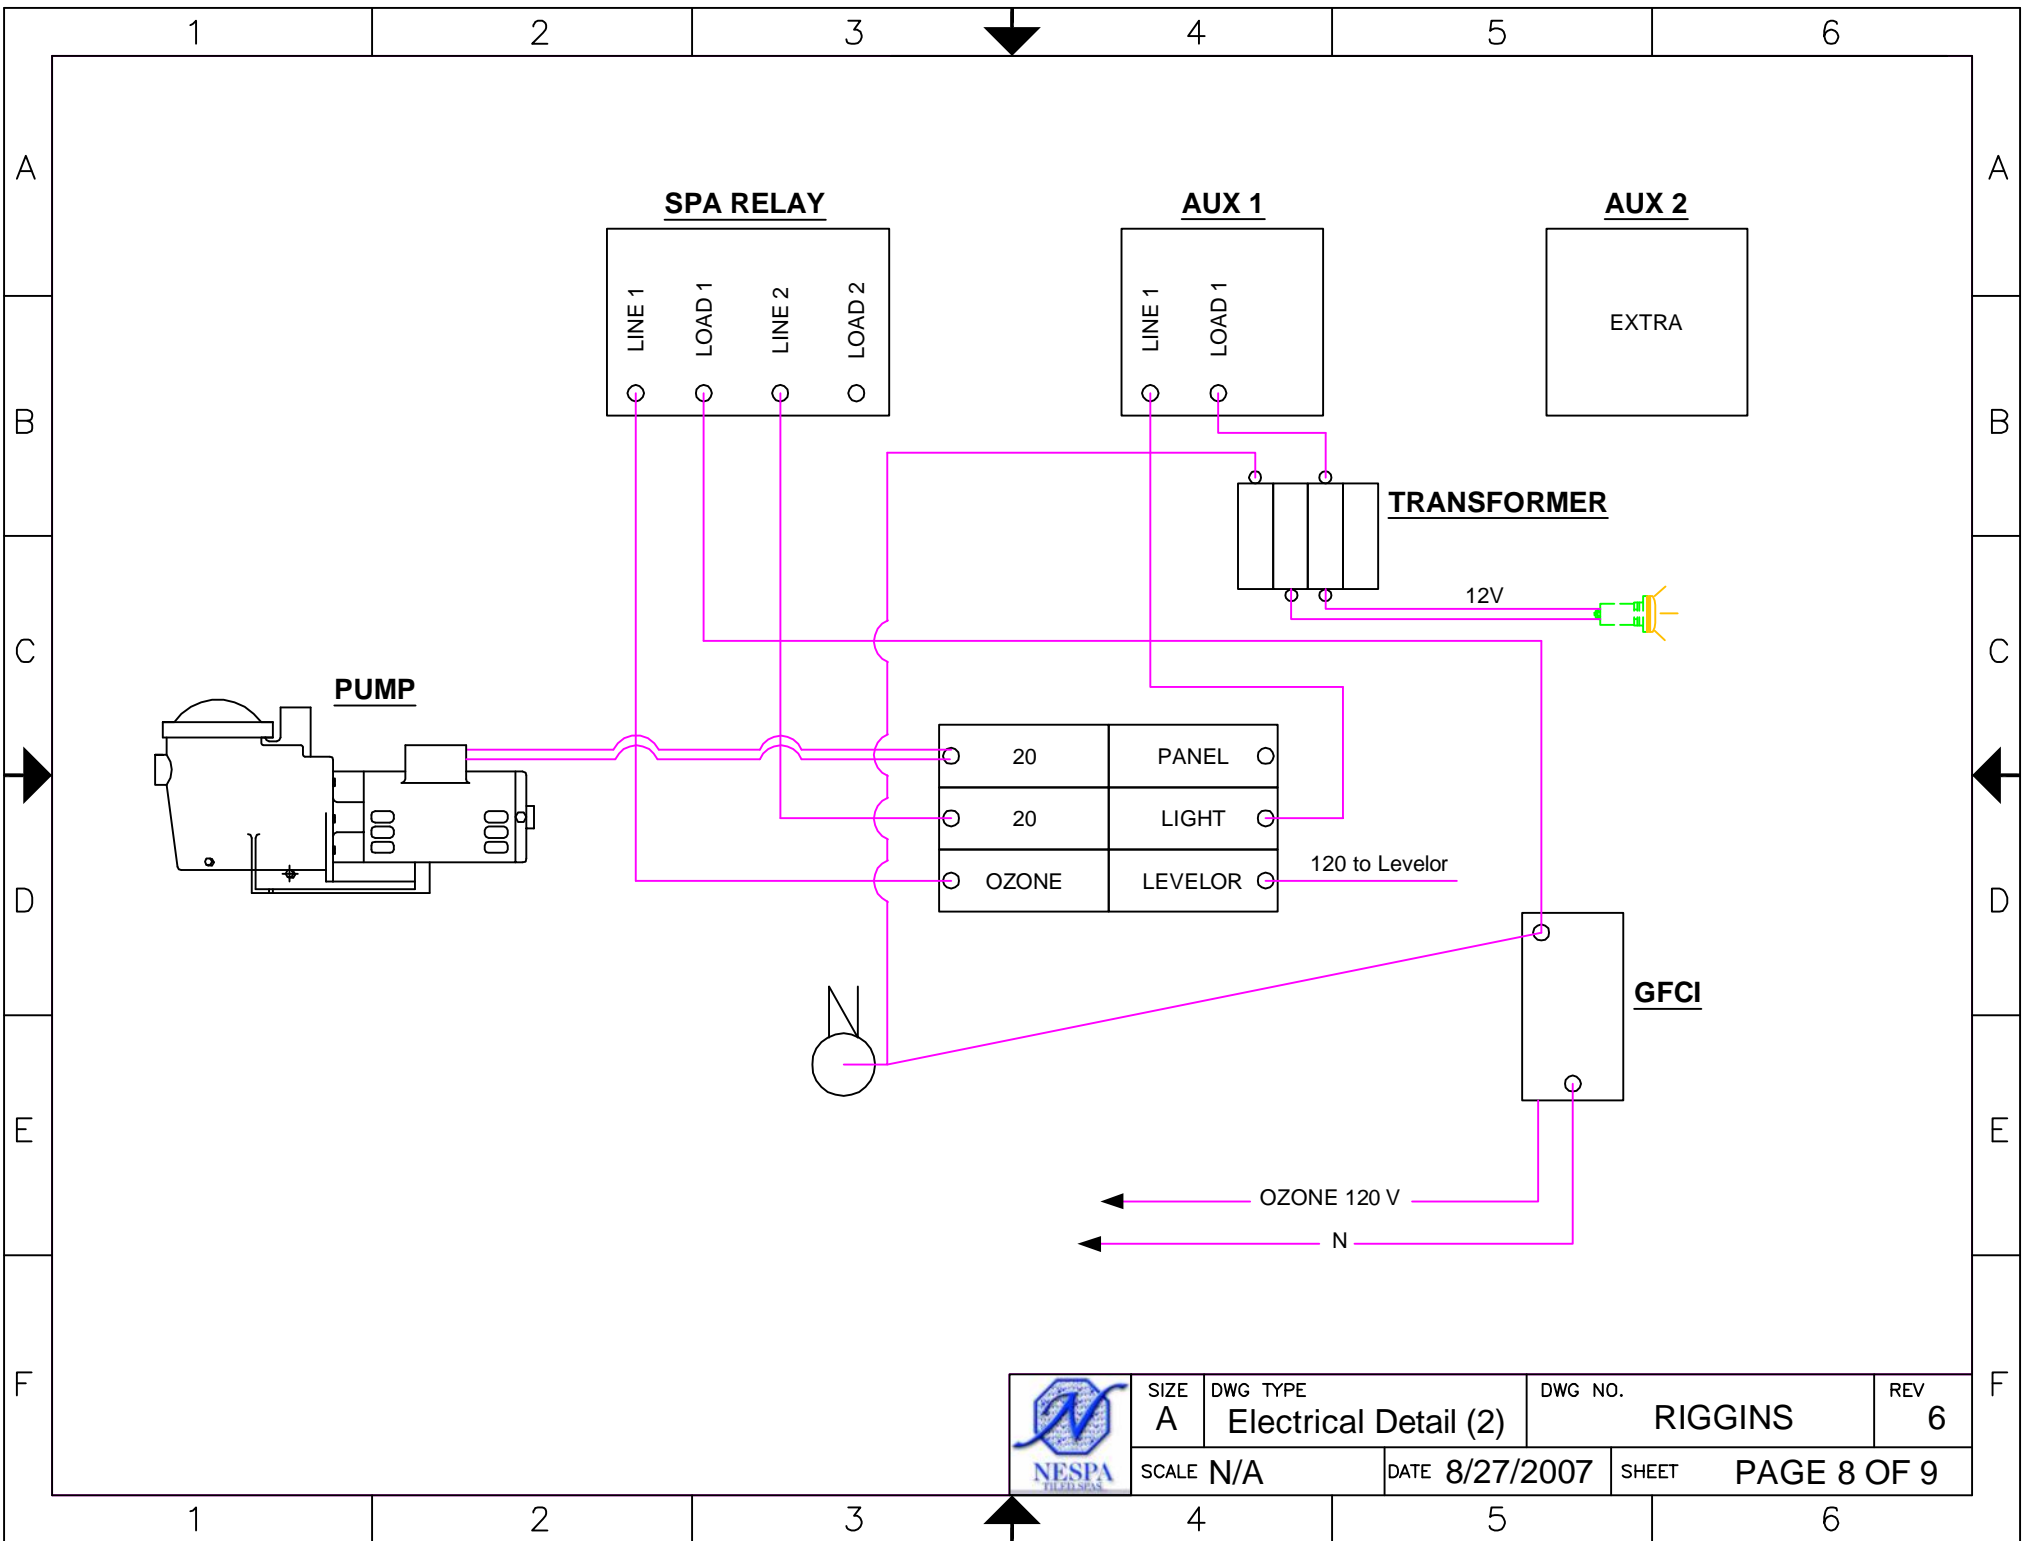 1 2 3 4 5 6
A A
SPA RELAY AUX 1 AUX 2
LINE 1 LOAD 1 LINE 2 LOAD 2 LINE 1 LOAD 1 EXTRA
B B
TRANSFORMER
12V
C C
PUMP
20 PANEL
20 LIGHT
OZONE LEVELOR 120 to Levelor
D D
GFCI
N
E E
OZONE 120 V
N
F F
SIZE DWG TYPE DWG NO. REV
A Electrical Detail (2) RIGGINS 6
NESPA
TILED SPAS
SCALE N/A DATE 8/27/2007 SHEET PAGE 8 OF 9
1 2 3 4 5 6